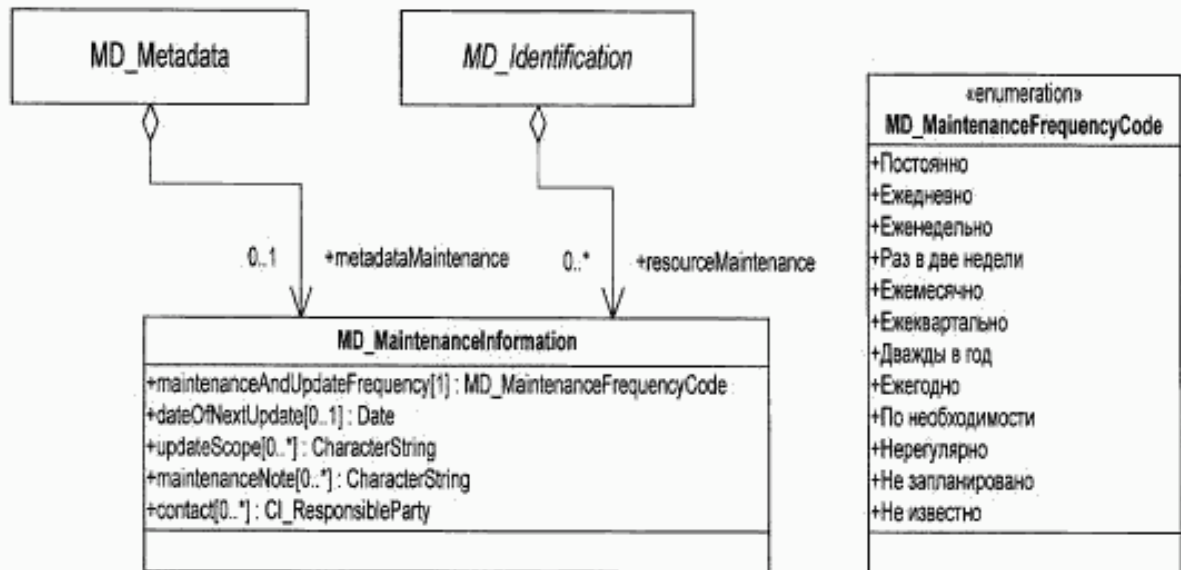 MD_Metadata
MD_Identification
0..1
+metadataMaintenance
0..*
+resourceMaintenance
MD_MaintenanceInformation
+maintenanceAndUpdateFrequency[1] : MD_MaintenanceFrequencyCode
+dateOfNextUpdate[0..1] : Date
+updateScope[0..*] : CharacterString
+maintenanceNote[0..*] : CharacterString
+contact[0..*] : CI_ResponsibleParty
«enumeration»
MD_MaintenanceFrequencyCode
+Постоянно
+Ежедневно
+Еженедельно
+Раз в две недели
+Ежемесячно
+Ежеквартально
+Дважды в год
+Ежегодно
+По необходимости
+Нерегулярно
+Не запланировано
+Не известно